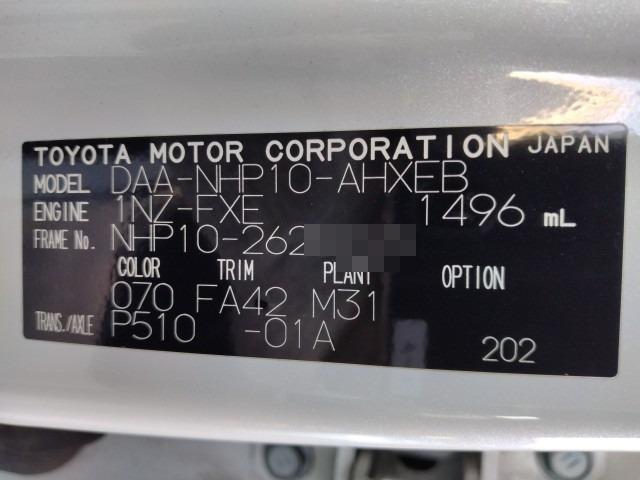 TOYOTA MOTOR CORPORATION JAPAN
MODEL DAA-NHP10-AHXEB
ENGINE 1NZ-FXE 1496 mL
FRAME No. NHP10-262
COLOR TRIM PLANT OPTION
070 FA42 M31
TRANS./AXLE P510 -01A
202